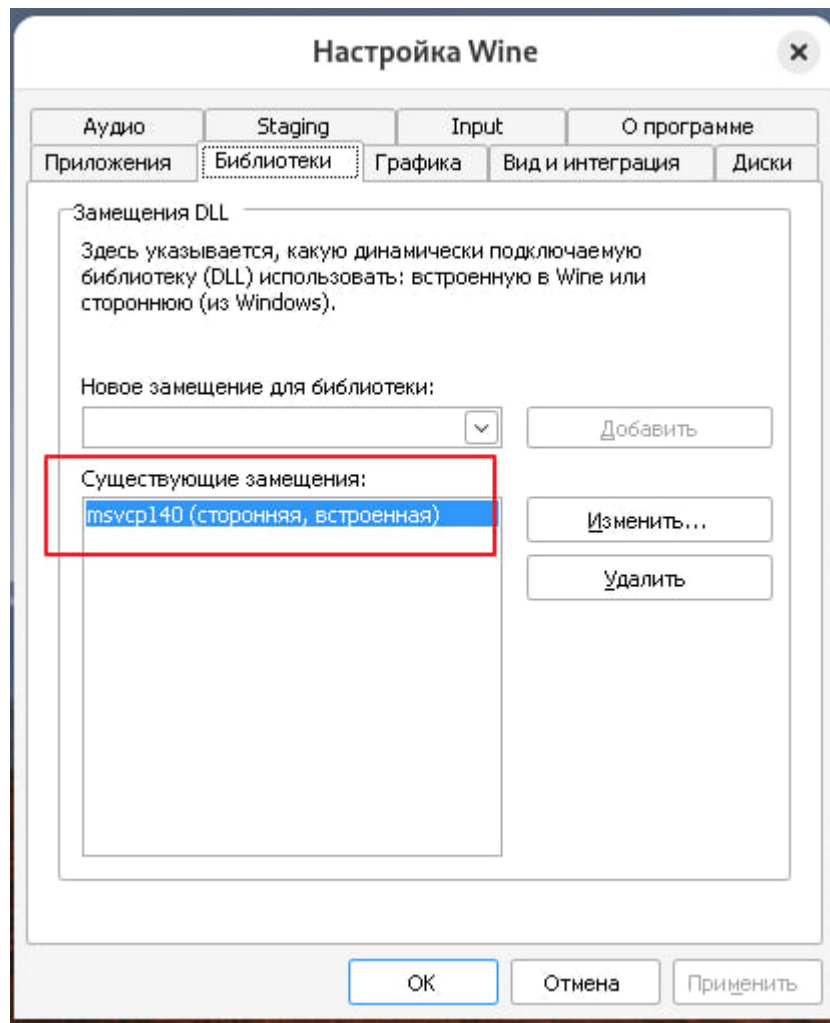 Настройка Wine
Аудио Staging Input О программе
Приложения Библиотеки Графика Вид и интеграция Диски
Замещения DLL
Здесь указывается, какую динамически подключаемую
библиотеку (DLL) использовать: встроенную в Wine или
стороннюю (из Windows).
Новое замещение для библиотеки:
Добавить
Существующие замещения:
msvcp140 (сторонняя, встроенная)
Изменить...
Удалить
ОК Отмена Применить